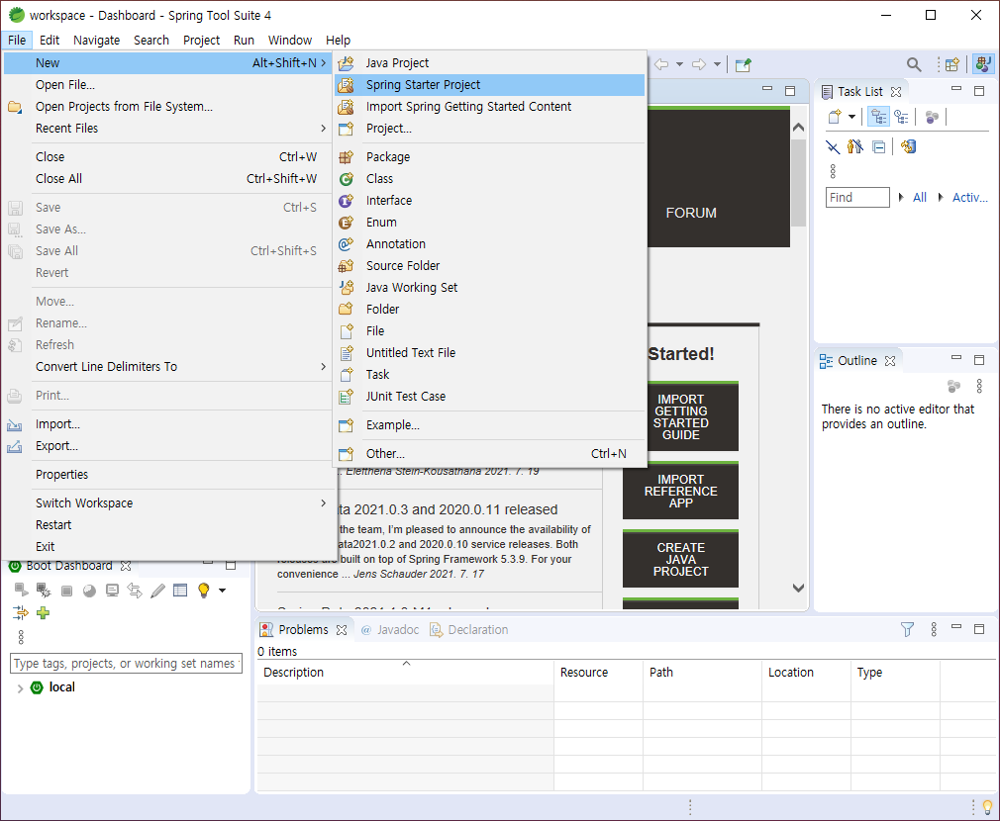 workspace - Dashboard - Spring Tool Suite 4
File Edit Navigate Search Project Run Window Help
New Alt+Shift+N
Open File...
Open Projects from File System...
Recent Files
Close Ctrl+W
Close All Ctrl+Shift+W
Save Ctrl+S
Save As...
Save All Ctrl+Shift+S
Revert
Move...
Rename...
Refresh
Convert Line Delimiters To
Print...
Import...
Export...
Properties
Switch Workspace
Restart
Exit
Java Project
Spring Starter Project
Import Spring Getting Started Content
Project...
Package
Class
Interface
Enum
Annotation
Source Folder
Java Working Set
Folder
File
Untitled Text File
Task
JUnit Test Case
Example...
Other... Ctrl+N
FORUM
Started!
IMPORT
GETTING
STARTED
GUIDE
IMPORT
REFERENCE
APP
CREATE
JAVA
PROJECT
... Eleftheria Stein-Kousathana 2021. 7. 19
2021.0.3 and 2020.0.11 released
the team, I'm pleased to announce the availability of
2021.0.2 and 2020.0.10 service releases. Both
releases are built on top of Spring Framework 5.3.9. For your
convenience ... Jens Schauder 2021. 7. 17
Task List
Find All Activ...
Outline
There is no active editor that
provides an outline.
Boot Dashboard
Type tags, projects, or working set names
local
Problems @ Javadoc Declaration
0 items
Description Resource Path Location Type